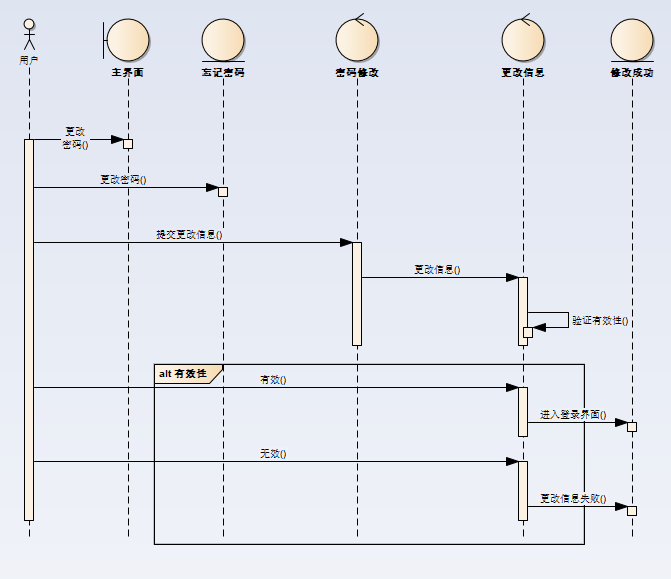 用户
主界面
忘记密码
密码修改
更改信息
修改成功
更改
密码()
更改密码()
提交更改信息()
更改信息()
验证有效性()
alt 有效性
有效()
进入登录界面()
无效()
更改信息失败()